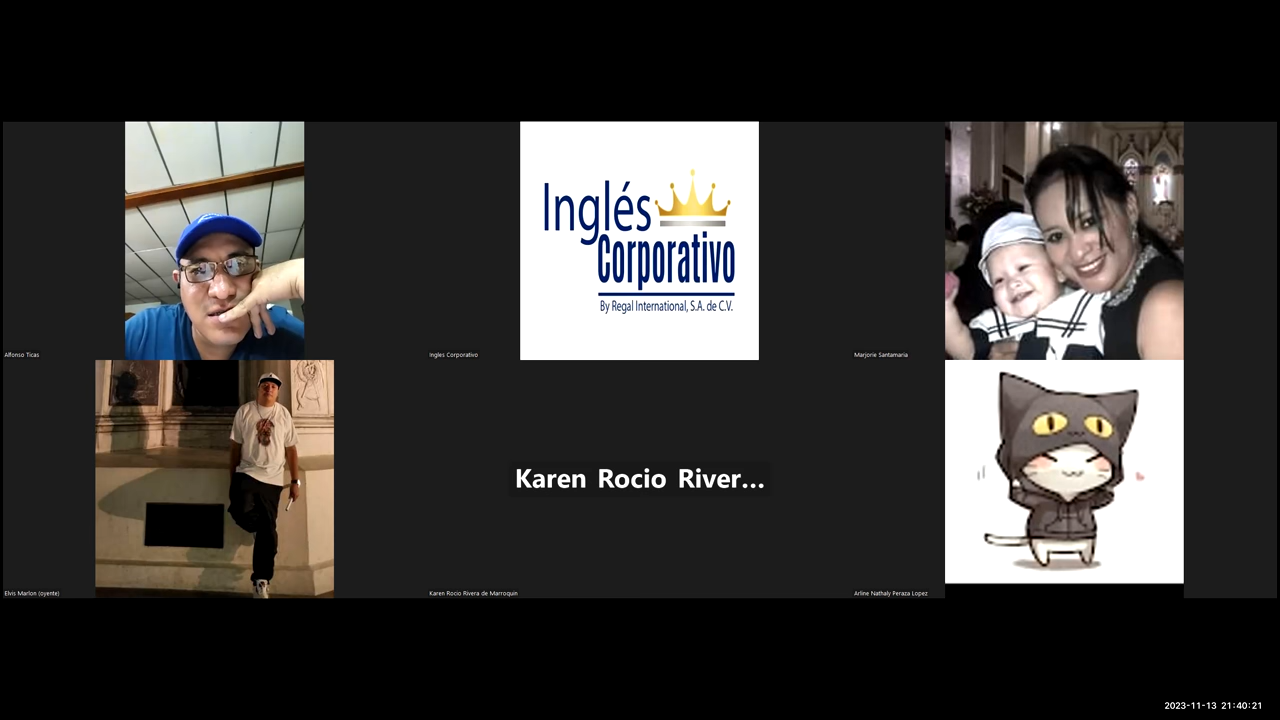 Inglés
Corporativo
By Regal International, S.A. de C.V.
Alfonso Ticas
Ingles Corporativo
Marjorie Santamaria
Karen Rocio River...
Elvis Marlon (oyente)
Karen Rocio Rivera de Marroquin
Arline Nathaly Peraza Lopez
2023-11-13 21:40:21